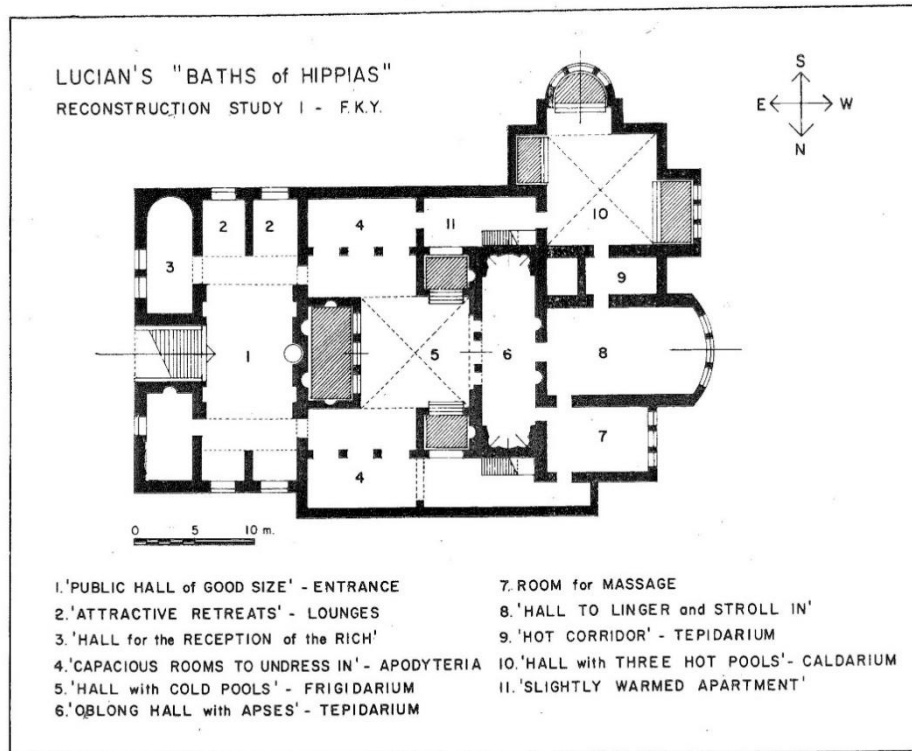 LUCIAN'S "BATHS of HIPPIAS"
RECONSTRUCTION STUDY I - F.K.Y.
S
E W
N
11
4
2 2
10
3
9
1
5
6
8
7
4
0 5 10 m.
1.'PUBLIC HALL of GOOD SIZE' - ENTRANCE
2.'ATTRACTIVE RETREATS' - LOUNGES
3.'HALL for the RECEPTION of the RICH'
4.'CAPACIOUS ROOMS TO UNDRESS IN' - APODYTERIA
5.'HALL with COLD POOLS' - FRIGIDARIUM
6.'OBLONG HALL with APSES' - TEPIDARIUM
7. ROOM for MASSAGE
8. 'HALL TO LINGER and STROLL IN'
9. 'HOT CORRIDOR' - TEPIDARIUM
10. 'HALL with THREE HOT POOLS' - CALDARIUM
11. 'SLIGHTLY WARMED APARTMENT'